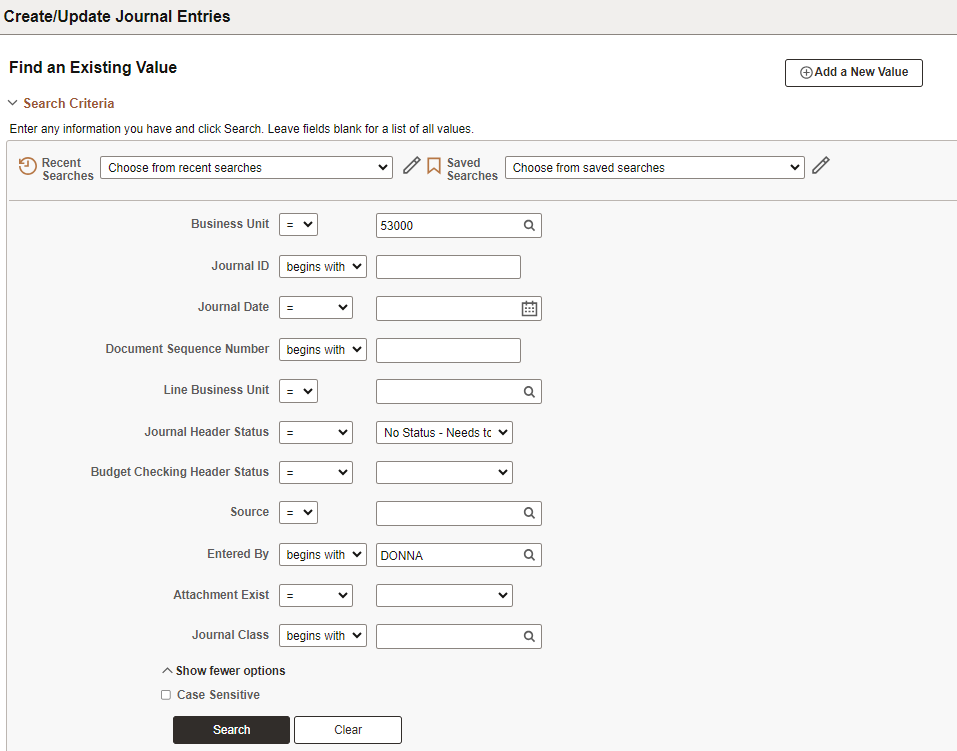 Create/Update Journal Entries
Find an Existing Value
Add a New Value
Search Criteria
Enter any information you have and click Search. Leave fields blank for a list of all values.
Recent Searches Choose from recent searches Saved Searches Choose from saved searches
Business Unit = 53000
Journal ID begins with
Journal Date =
Document Sequence Number begins with
Line Business Unit =
Journal Header Status = No Status - Needs to
Budget Checking Header Status =
Source =
Entered By begins with DONNA
Attachment Exist =
Journal Class begins with
Show fewer options
Case Sensitive
Search Clear